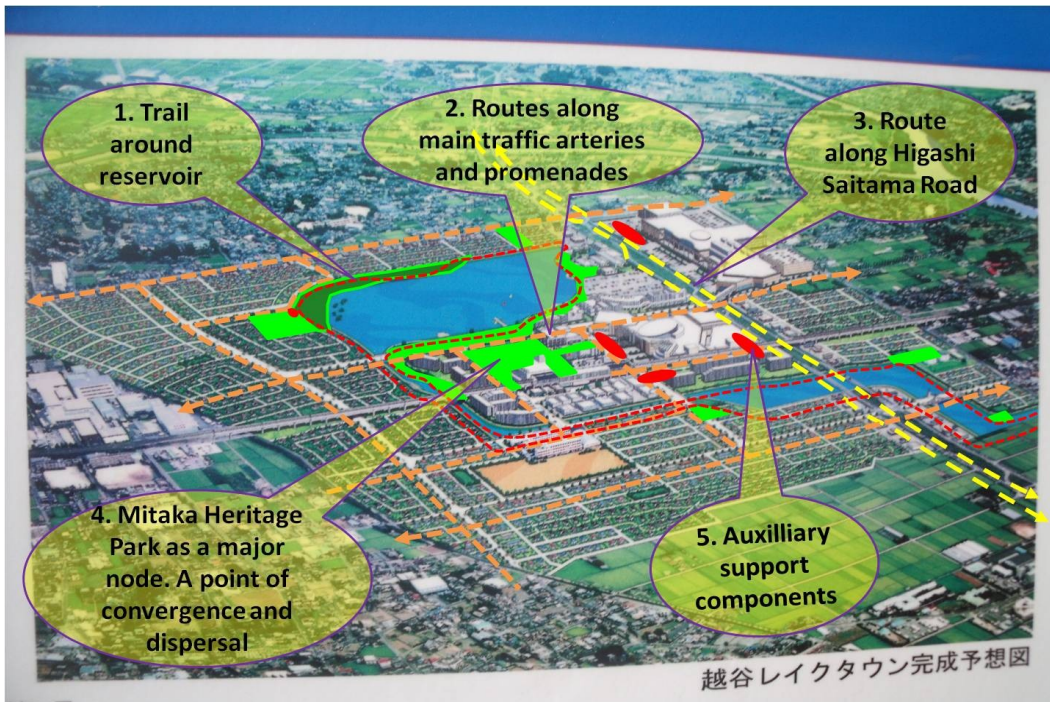 1. Trail
around
reservoir
2. Routes along
main traffic arteries
and promenades
3. Route
along Higashi
Saitama Road
4. Mitaka Heritage
Park as a major
node. A point of
convergence and
dispersal
5. Auxilliary
support
components
越谷レイクタウン完成予想図